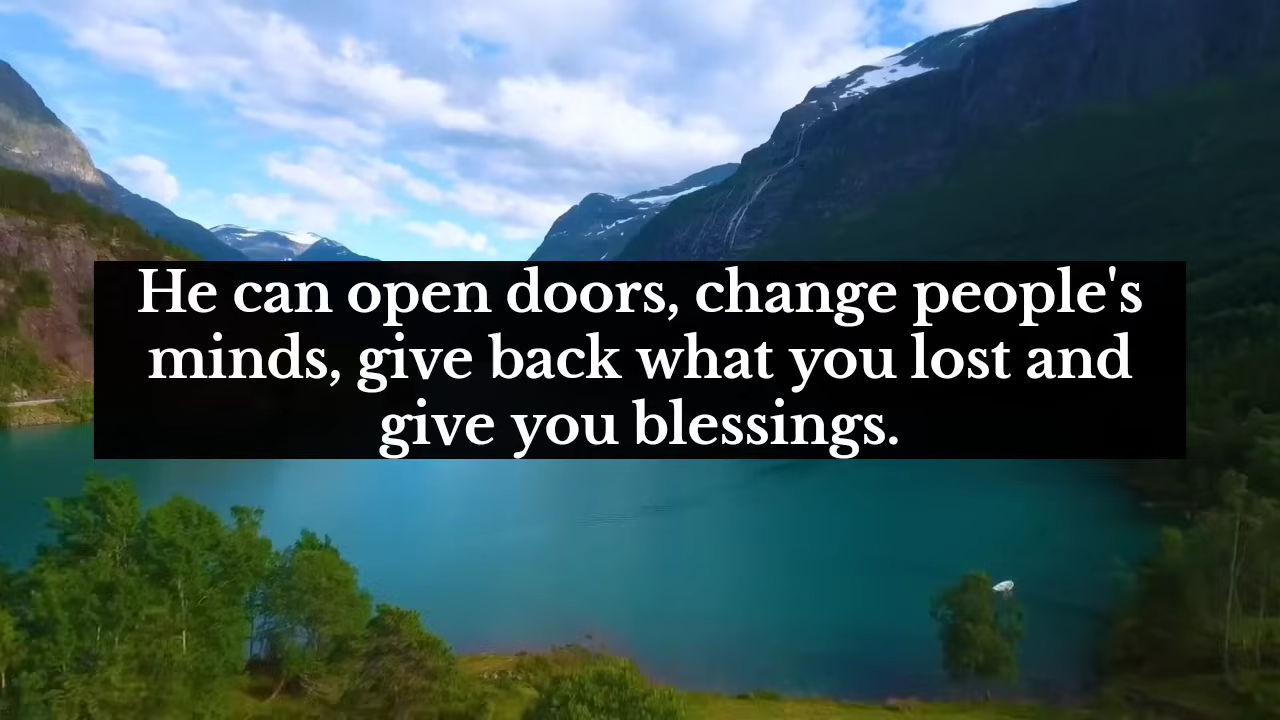 He can open doors, change people's
minds, give back what you lost and
give you blessings.